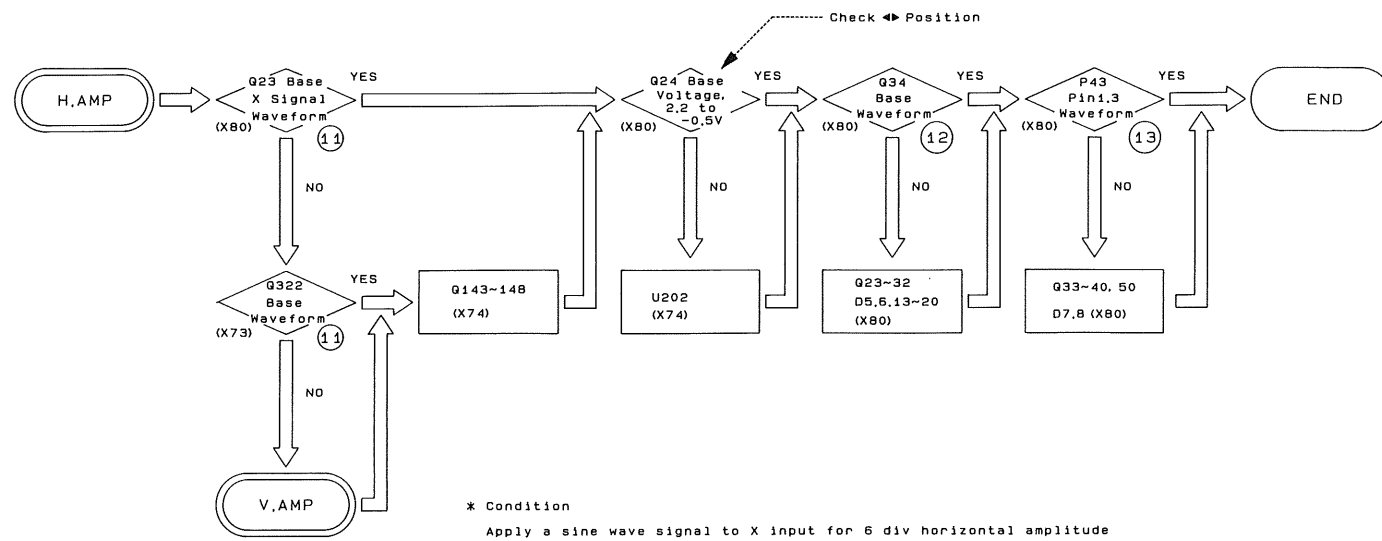 Check ◄► Position
H.AMP
Q23 Base
X Signal
Waveform
(X80)
11
YES
NO
Q24 Base
Voltage,
2.2 to
-0.5V
(X80)
YES
NO
Q34
Base
Waveform
(X80)
12
YES
NO
P43
Pin1.3
Waveform
(X80)
13
YES
NO
END
Q322
Base
Waveform
(X73)
11
YES
NO
Q143~148
(X74)
U202
(X74)
Q23~32
D5.6.13~20
(X80)
Q33~40, 50
D7.8 (X80)
V.AMP
* Condition
Apply a sine wave signal to X input for 6 div horizontal amplitude